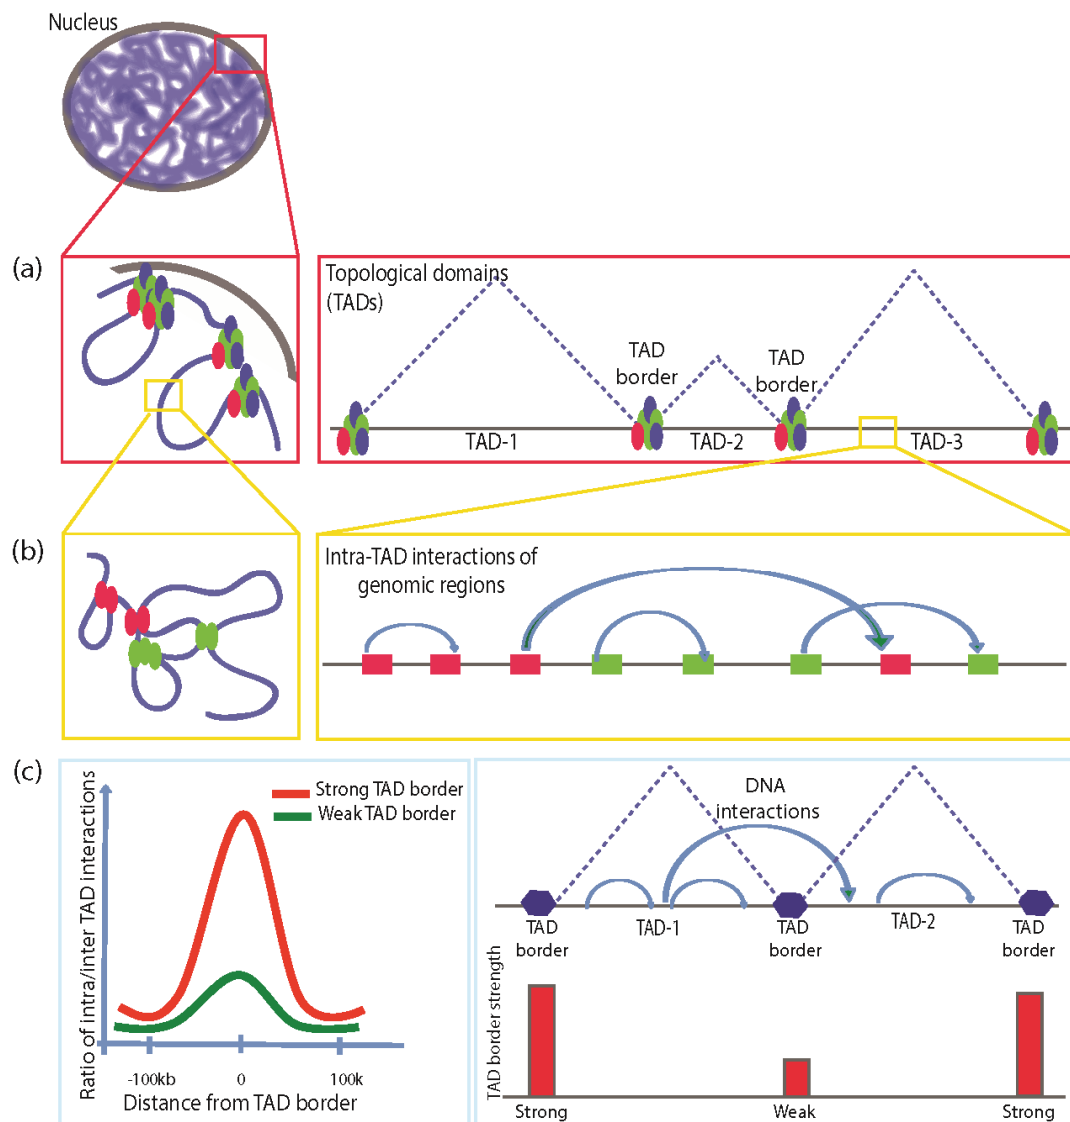 Nucleus
(a)
Topological domains
(TADs)
TAD
border
TAD
border
TAD-1
TAD-2
TAD-3
(b)
Intra-TAD interactions of
genomic regions
(c)
Ratio of intra/inter TAD interactions
Strong TAD border
Weak TAD border
-100kb
0
100k
Distance from TAD border
DNA
interactions
TAD
border
TAD-1
TAD
border
TAD-2
TAD
border
TAD border strength
Strong
Weak
Strong